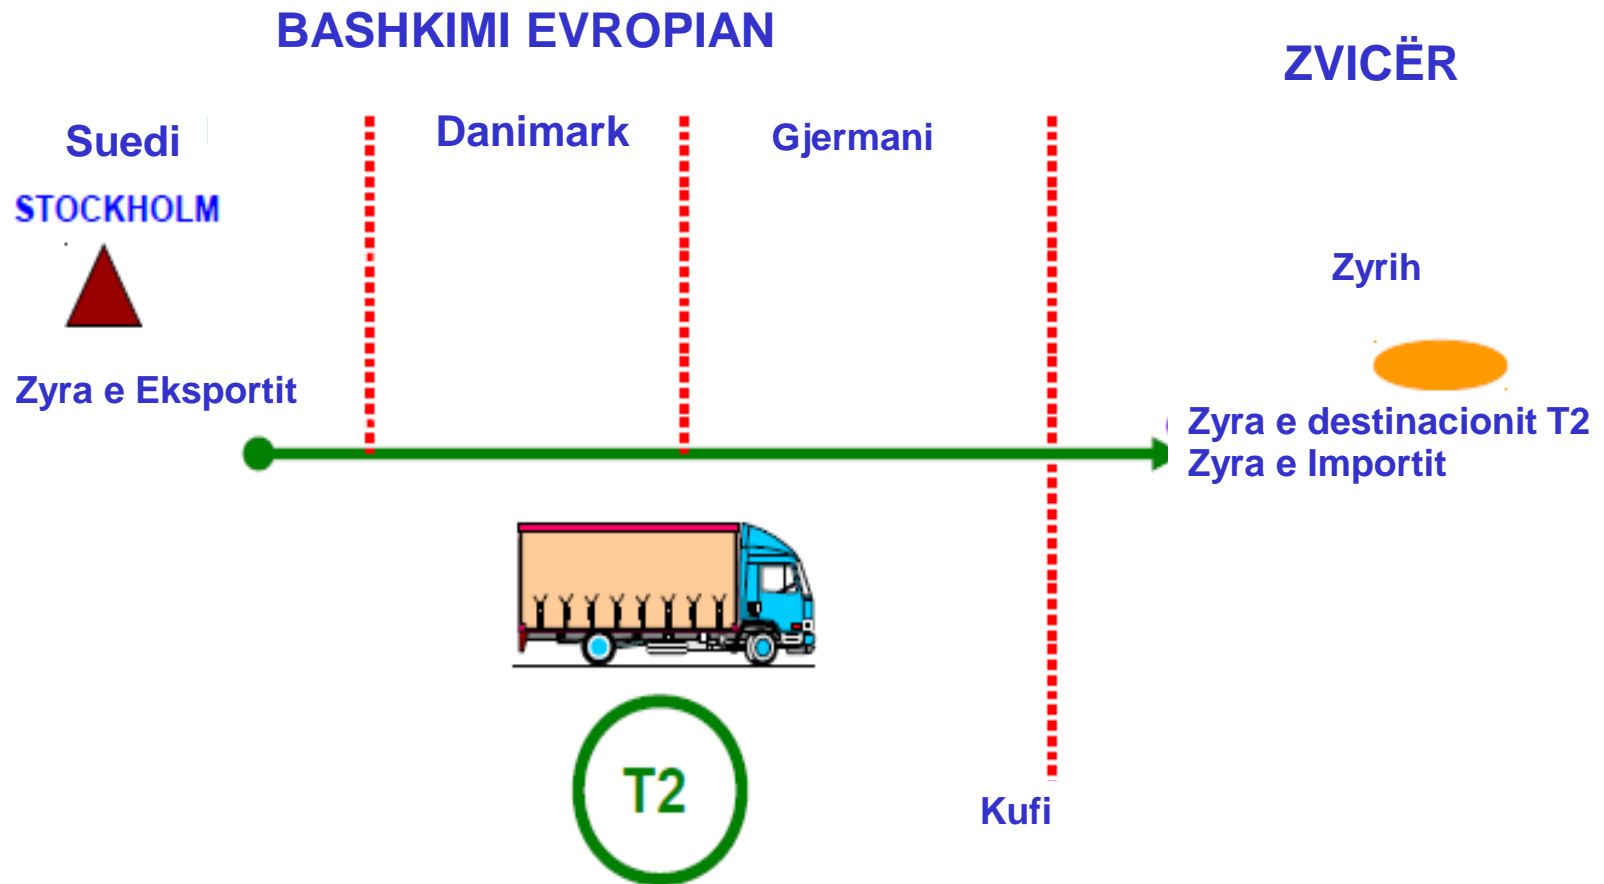 BASHKIMI EVROPIAN
ZVICËR
Suedi
Danimark
Gjermani
STOCKHOLM
Zyrih
Zyra e Eksportit
Zyra e destinacionit T2
Zyra e Importit
T2
Kufi